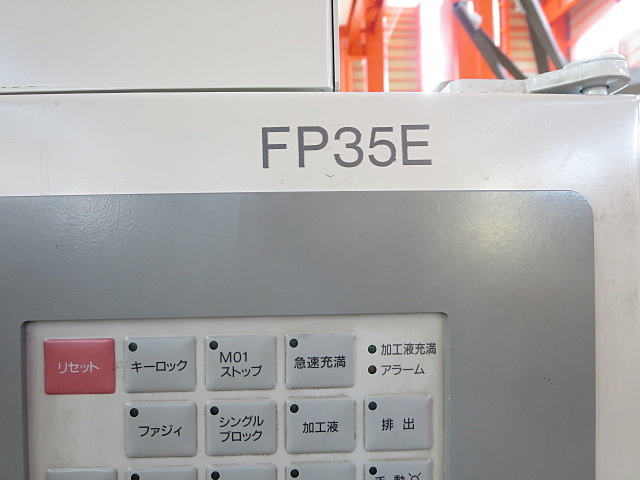 FP35E
リセット
キーロック
M01
ストップ
急速充満
加工液充満
アラーム
ファジィ
シングル
ブロック
加工液
排出
手動